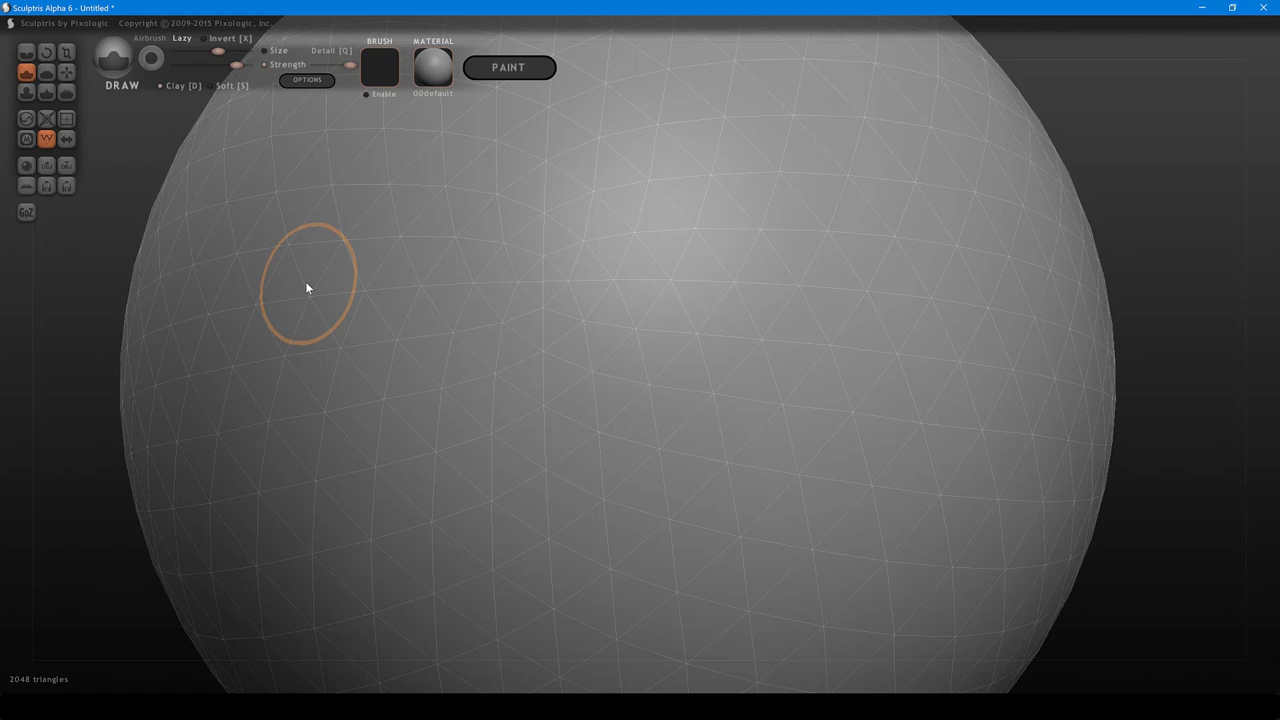 Sculptris Alpha 6 - Untitled *
Sculptris by Pixologic Copyright © 2009-2015 Pixologic, Inc.
Airbrush Lazy Invert [X]
Size Detail [Q]
Strength
OPTIONS
DRAW Clay [D] Soft [S]
BRUSH
Enable
MATERIAL
00default
PAINT
GoZ
2048 triangles